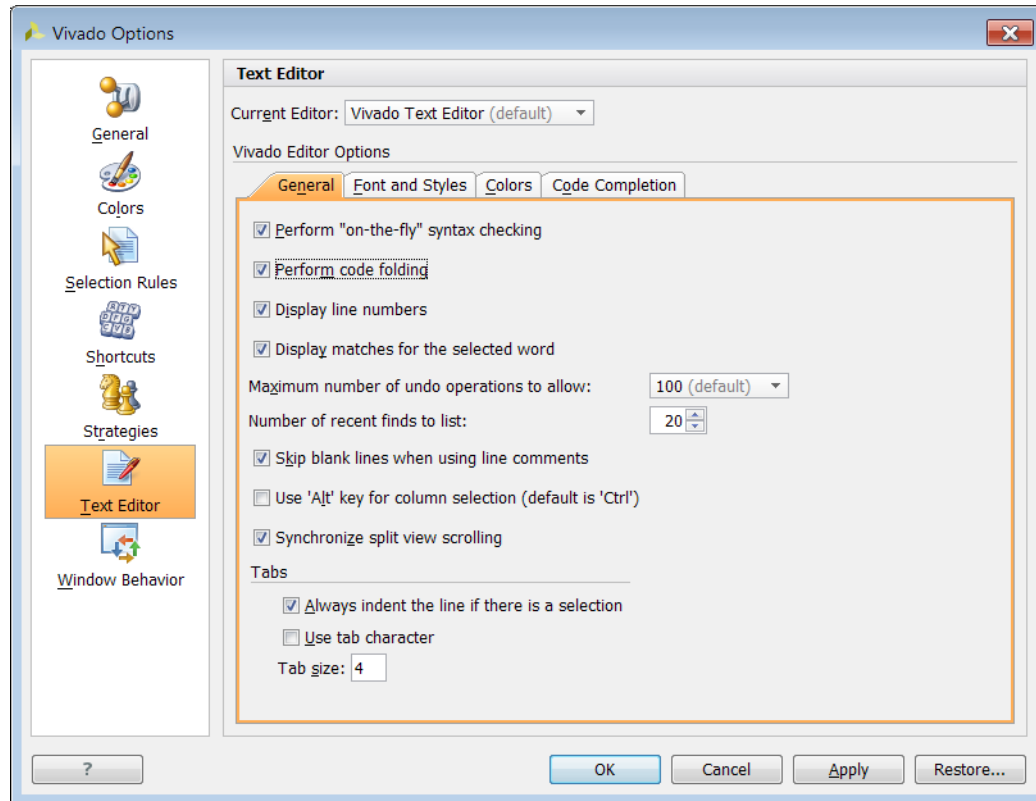 Vivado Options
General
Colors
Selection Rules
Shortcuts
Strategies
Text Editor
Window Behavior
Text Editor
Current Editor: Vivado Text Editor (default)
Vivado Editor Options
General Font and Styles Colors Code Completion
Perform "on-the-fly" syntax checking
Perform code folding
Display line numbers
Display matches for the selected word
Maximum number of undo operations to allow: 100 (default)
Number of recent finds to list: 20
Skip blank lines when using line comments
Use 'Alt' key for column selection (default is 'Ctrl')
Synchronize split view scrolling
Tabs
Always indent the line if there is a selection
Use tab character
Tab size: 4
? OK Cancel Apply Restore...